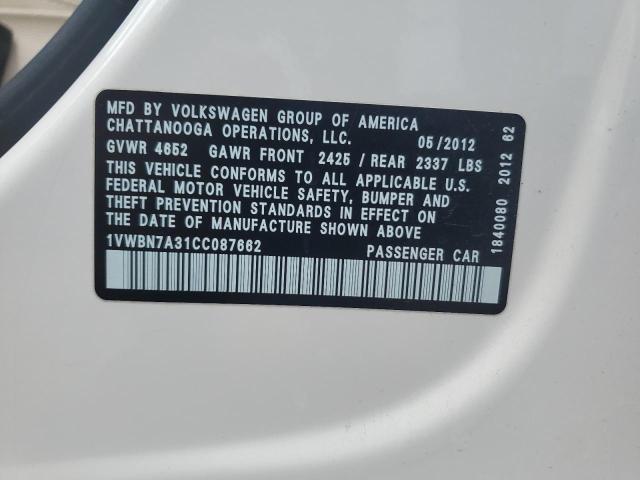 MFD BY VOLKSWAGEN GROUP OF AMERICA
CHATTANOOGA OPERATIONS, LLC. 05/2012
GVWR 4652 GAWR FRONT 2425 / REAR 2337 LBS
THIS VEHICLE CONFORMS TO ALL APPLICABLE U.S.
FEDERAL MOTOR VEHICLE SAFETY, BUMPER AND
THEFT PREVENTION STANDARDS IN EFFECT ON
THE DATE OF MANUFACTURE SHOWN ABOVE
1VWBN7A31CC087662 PASSENGER CAR
1840080 2012 62